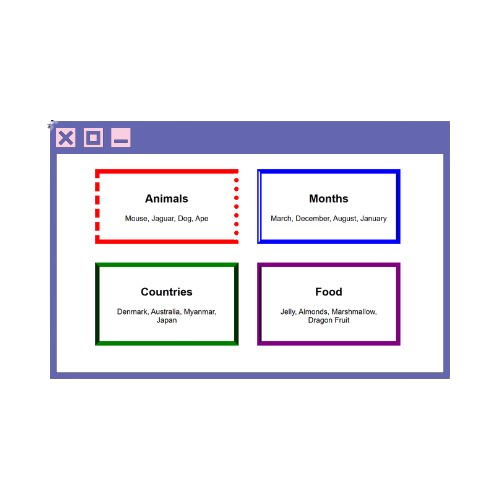 Animals
Mouse, Jaguar, Dog, Ape
Months
March, December, August, January
Countries
Denmark, Australia, Myanmar,
Japan
Food
Jelly, Almonds, Marshmallow,
Dragon Fruit